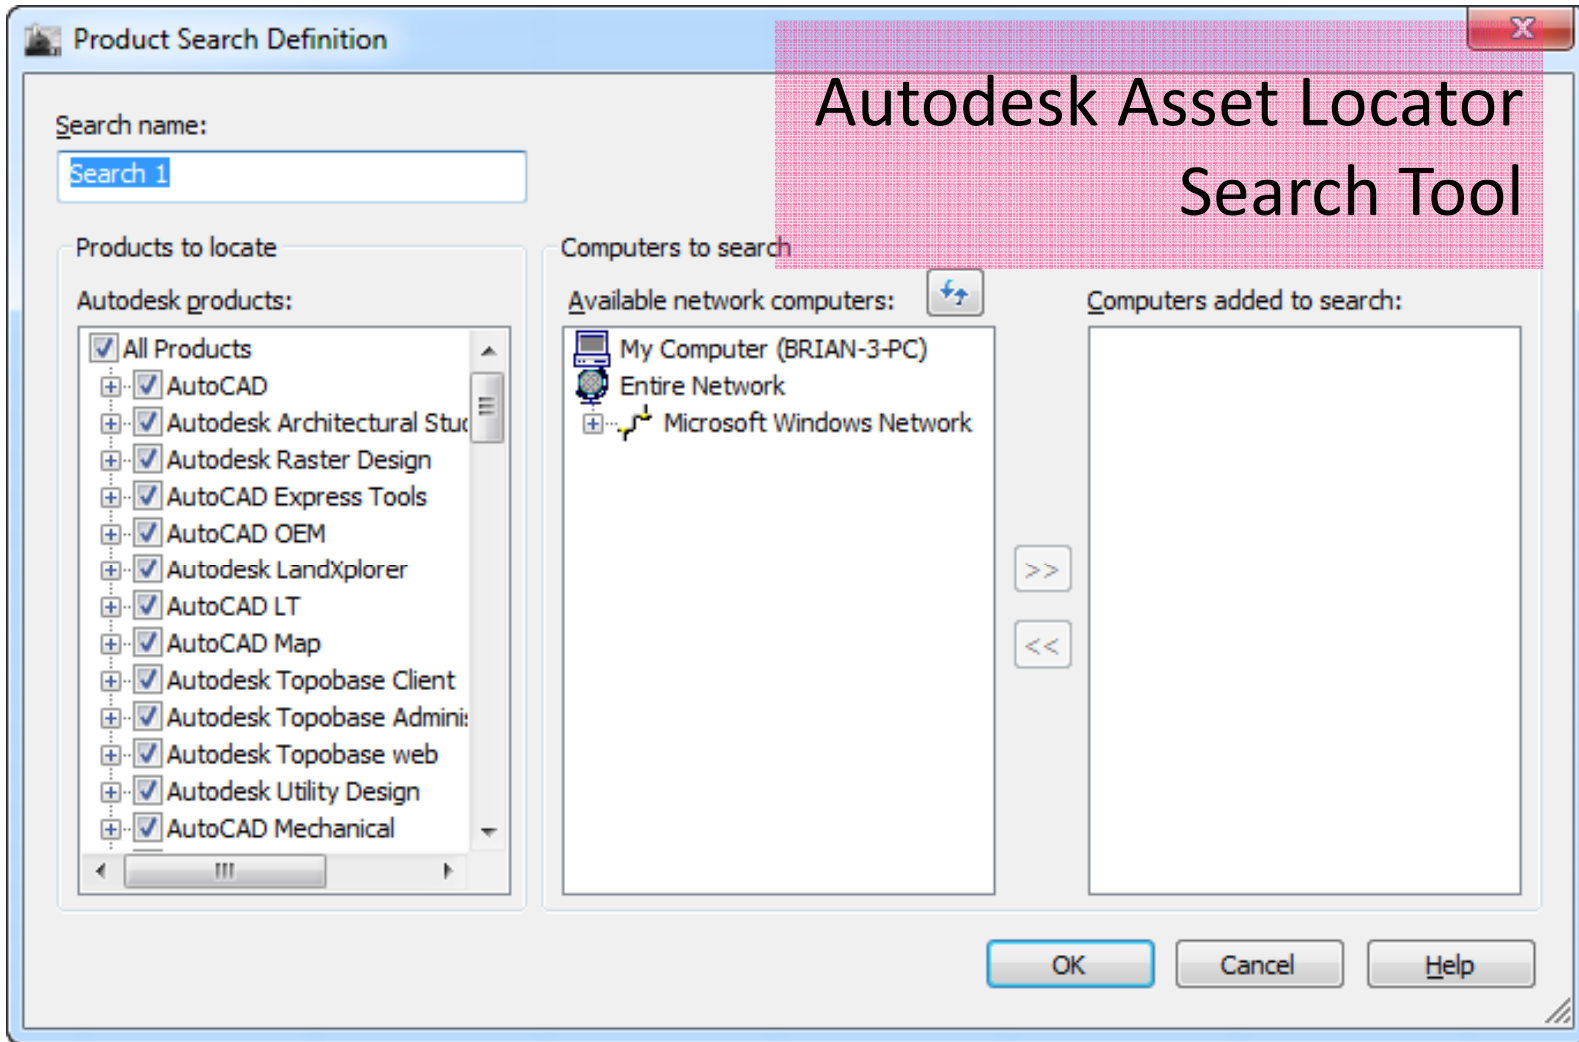 Product Search Definition
Autodesk Asset Locator
Search Tool
Search name:
Search 1
Products to locate
Autodesk products:
All Products
AutoCAD
Autodesk Architectural Stu
Autodesk Raster Design
AutoCAD Express Tools
AutoCAD OEM
Autodesk LandXplorer
AutoCAD LT
AutoCAD Map
Autodesk Topobase Client
Autodesk Topobase Admini
Autodesk Topobase web
Autodesk Utility Design
AutoCAD Mechanical
Computers to search
Available network computers:
My Computer (BRIAN-3-PC)
Entire Network
Microsoft Windows Network
>>
<<
Computers added to search:
OK Cancel Help